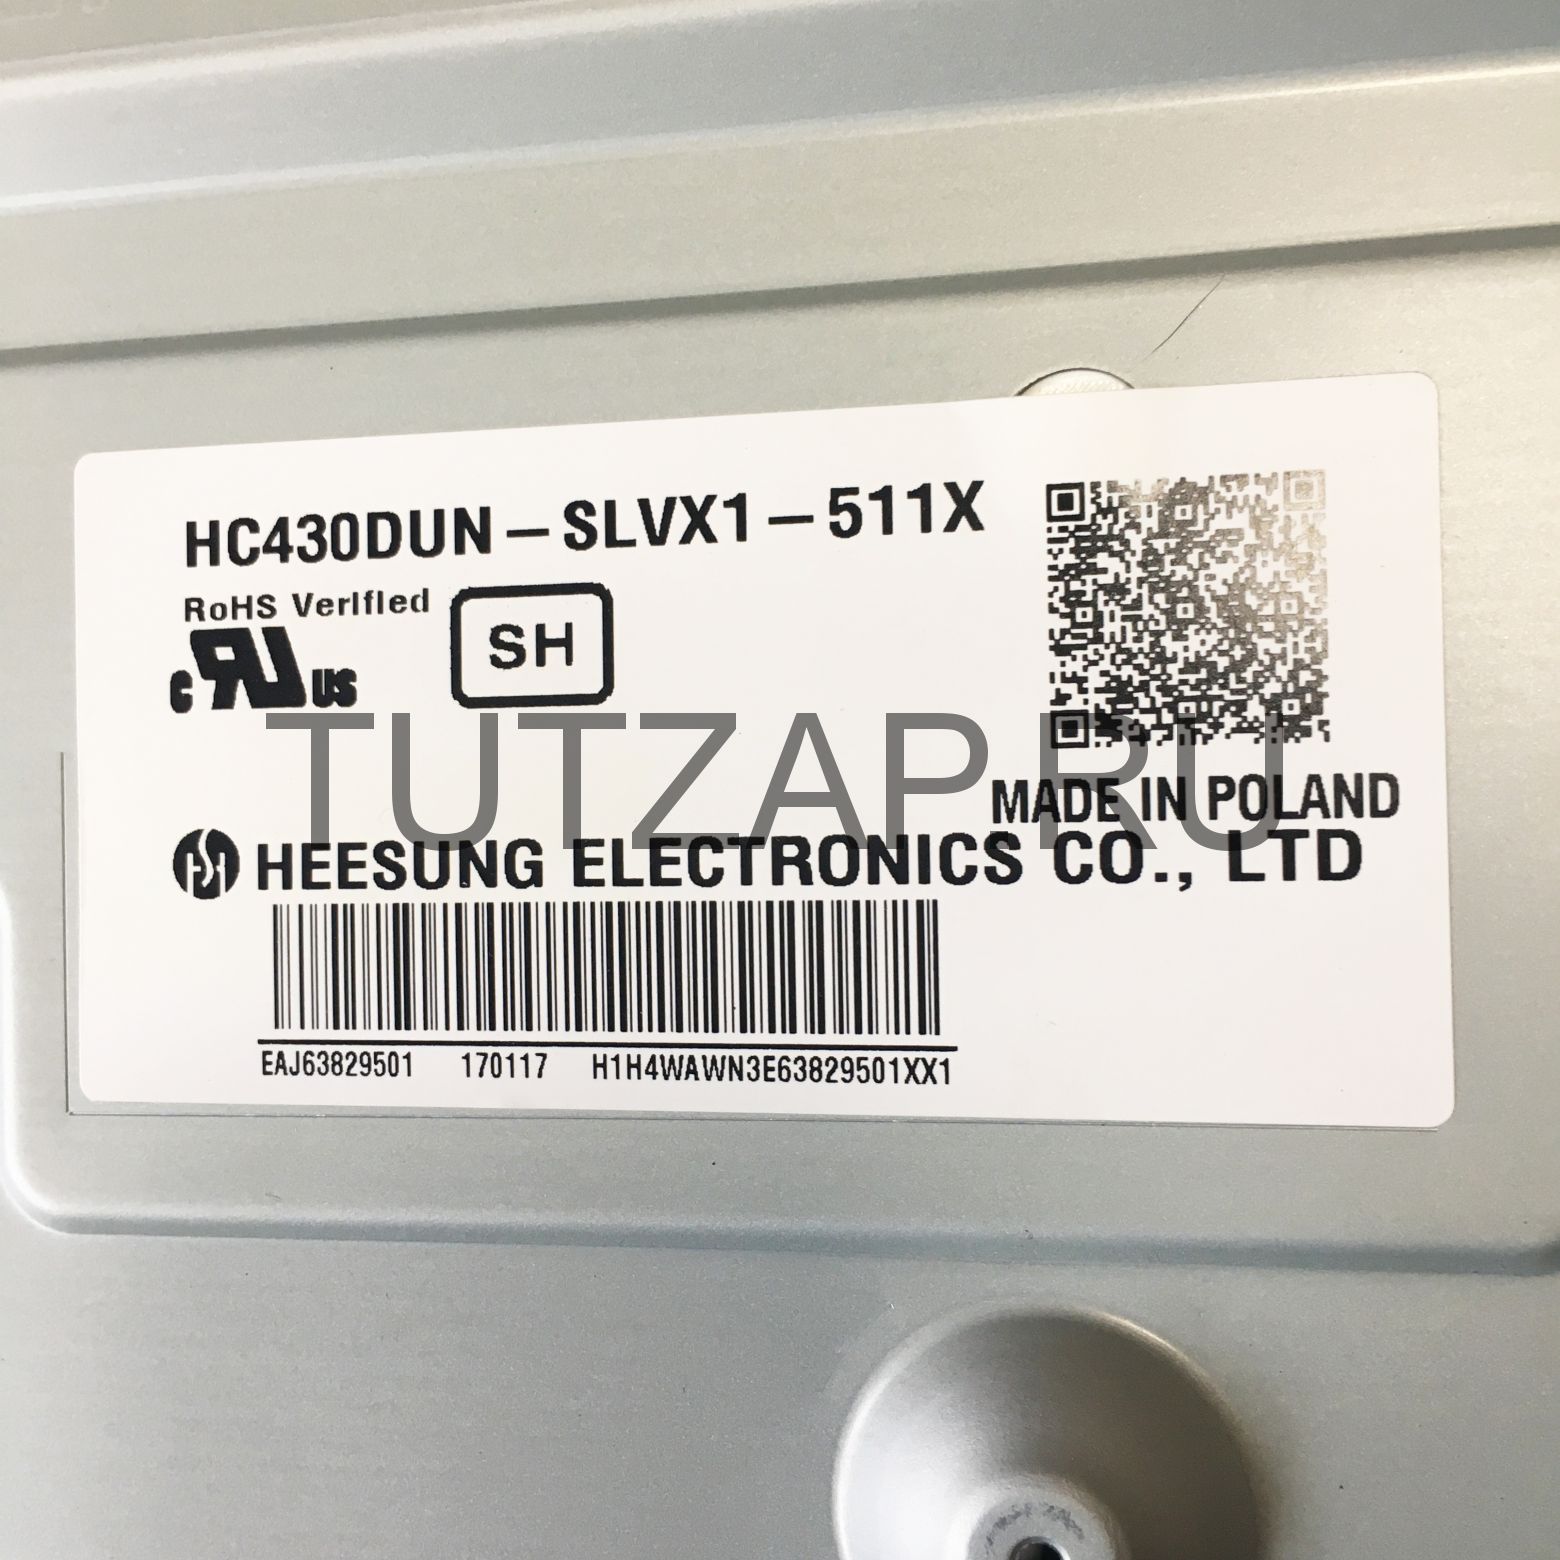 HC430DUN-SLVX1-511X
RoHS Verified
SH
c RU US
TUTZAP.RU
MADE IN POLAND
HEESUNG ELECTRONICS CO., LTD
EAJ63829501 170117 H1H4WAWN3E63829501XX1